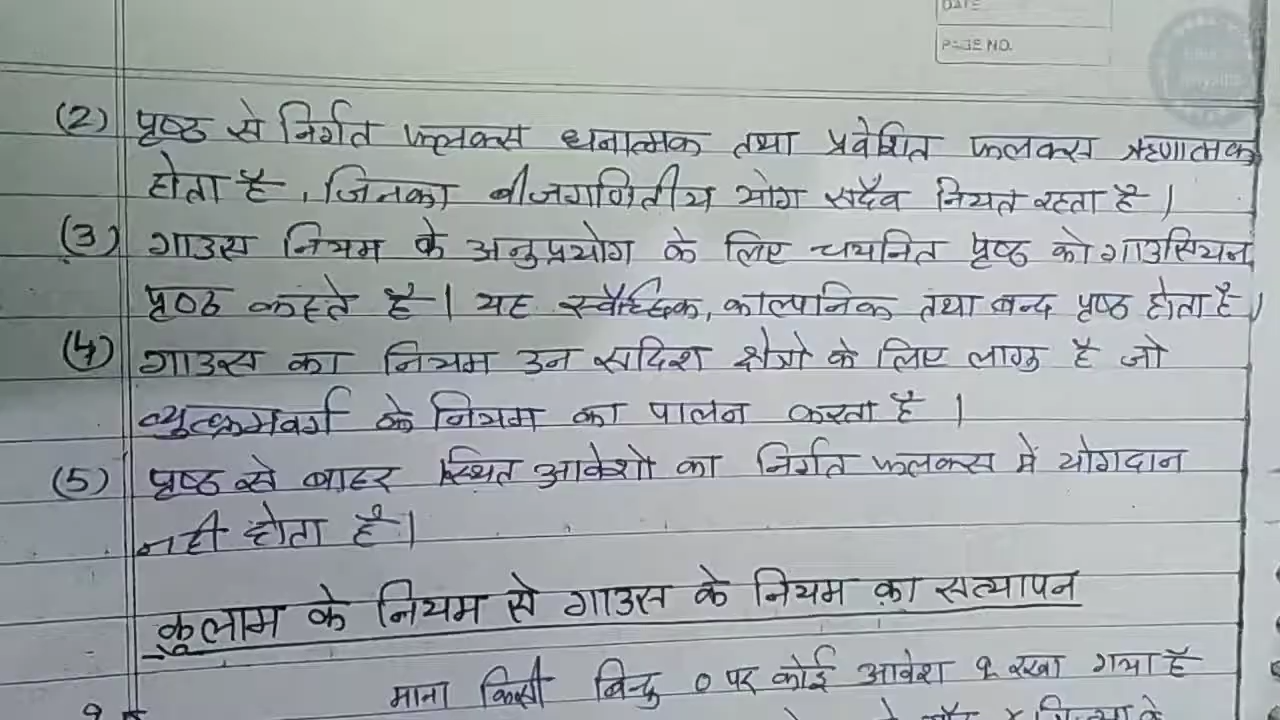 DATE
PAGE NO.
(2) पृष्ठ से निर्गत फ्लक्स धनात्मक तथा प्रवेशित फलक्स ऋणात्मक
होता है, जिनका बीजगणितीय योग सदैव नियत रहता है।
(3) गाउस नियम के अनुप्रयोग के लिए चयनित पृष्ठ को गाउसियन
पृष्ठ कहते है। यह स्वैच्छिक, काल्पनिक तथा बन्द पृष्ठ होता है।
(4) गाउस का नियम उन सदिश क्षेत्रो के लिए लागु है जो
व्युत्क्रमवर्ग के नियम का पालन करता है।
(5) पृष्ठ से बाहर स्थित आवेशो का निर्गत फ्लक्स में योगदान
नही होता है।
कुलाम के नियम से गाउस के नियम का सत्यापन
माना किसी बिन्दु o पर कोई आवेश q रखा गया है